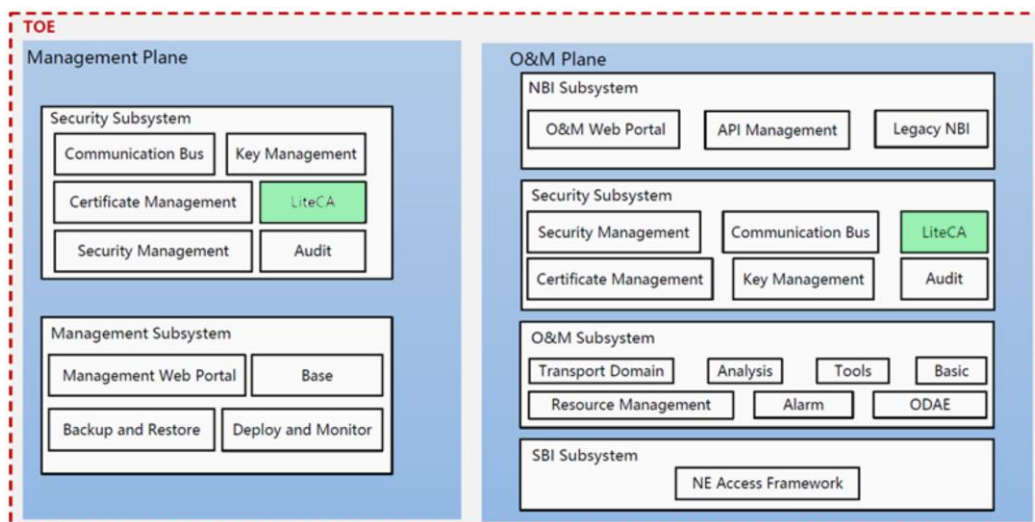 TOE
Management Plane
Security Subsystem
Communication Bus Key Management
Certificate Management LiteCA
Security Management Audit
Management Subsystem
Management Web Portal Base
Backup and Restore Deploy and Monitor
O&M Plane
NBI Subsystem
O&M Web Portal API Management Legacy NBI
Security Subsystem
Security Management Communication Bus LiteCA
Certificate Management Key Management Audit
O&M Subsystem
Transport Domain Analysis Tools Basic
Resource Management Alarm ODAE
SBI Subsystem
NE Access Framework